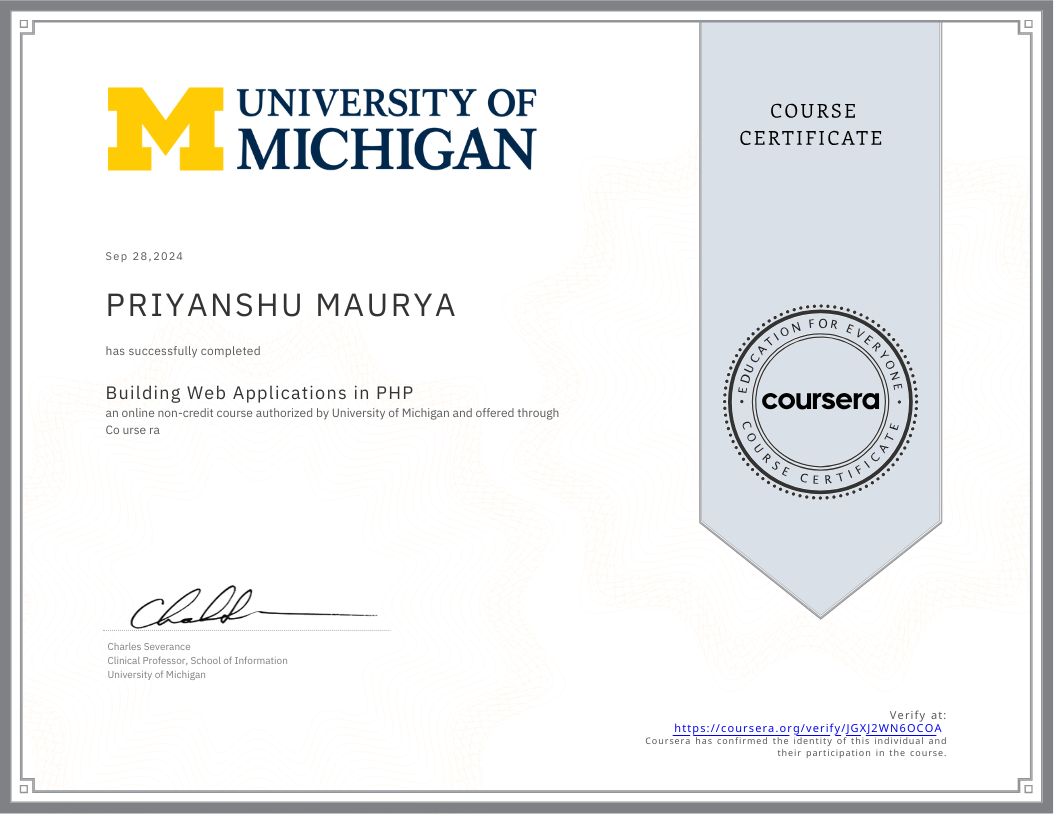 UNIVERSITY OF
MICHIGAN
COURSE
CERTIFICATE
Sep 28,2024
PRIYANSHU MAURYA
has successfully completed
Building Web Applications in PHP
an online non-credit course authorized by University of Michigan and offered through
Co urse ra
EDUCATION FOR EVERYONE
coursera
COURSE CERTIFICATE
Charles Severance
Clinical Professor, School of Information
University of Michigan
Verify at:
https://coursera.org/verify/JGXJ2WN6OCOA
Coursera has confirmed the identity of this individual and
their participation in the course.